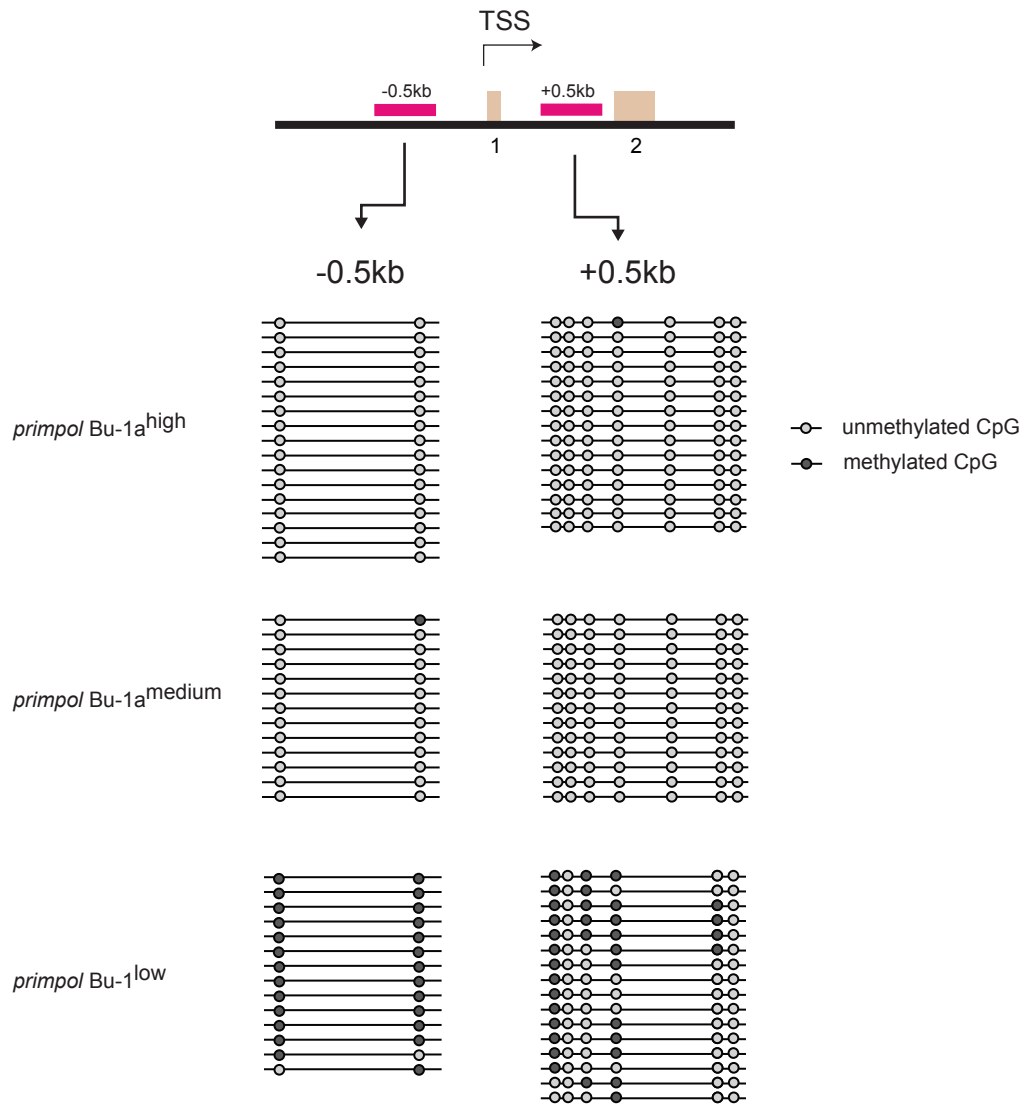 TSS
-0.5kb
+0.5kb
1
2
-0.5kb
+0.5kb
primpol Bu-1a^high
unmethylated CpG
methylated CpG
primpol Bu-1a^medium
primpol Bu-1^low